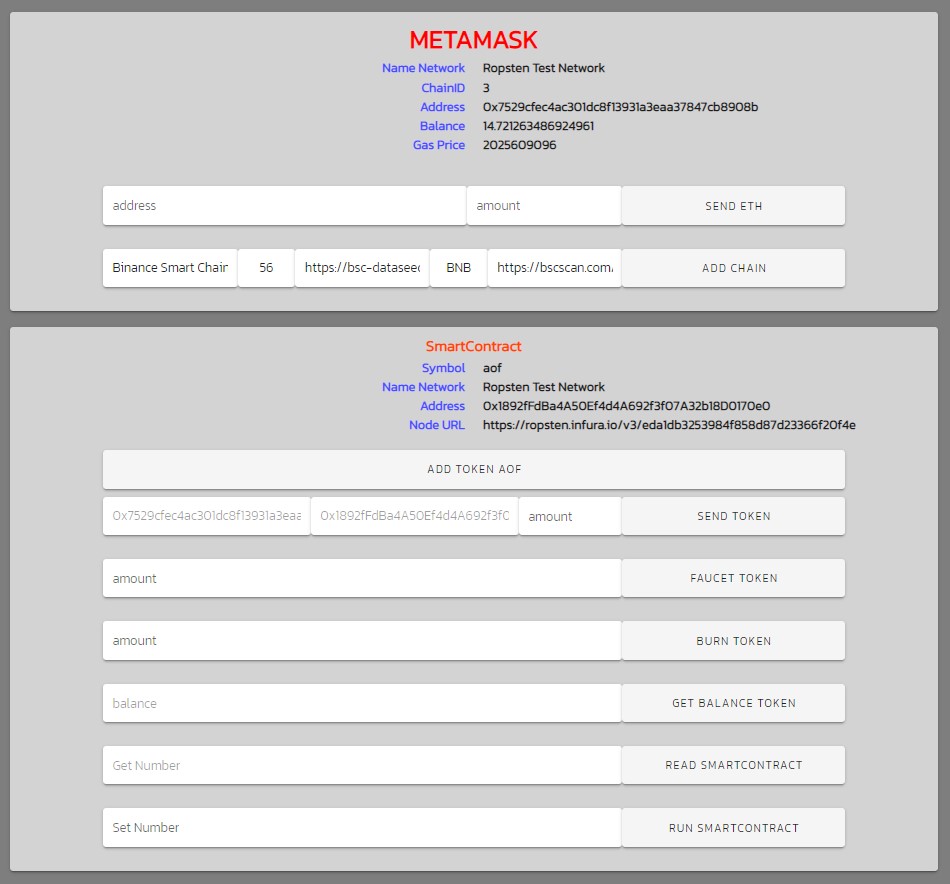 METAMASK
Name Network Ropsten Test Network
ChainID 3
Address 0x7529cfec4ac301dc8f13931a3eaa37847cb8908b
Balance 14.721263486924961
Gas Price 2025609096
address amount SEND ETH
Binance Smart Chain 56 https://bsc-dataseed BNB https://bscscan.com/ ADD CHAIN
SmartContract
Symbol aof
Name Network Ropsten Test Network
Address 0x1892fFdBa4A50Ef4d4A692f3f07A32b18D0170e0
Node URL https://ropsten.infura.io/v3/eda1db3253984f858d87d23366f20f4e
ADD TOKEN AOF
0x7529cfec4ac301dc8f13931a3eaa 0x1892fFdBa4A50Ef4d4A692f3f0 amount SEND TOKEN
amount FAUCET TOKEN
amount BURN TOKEN
balance GET BALANCE TOKEN
Get Number READ SMARTCONTRACT
Set Number RUN SMARTCONTRACT